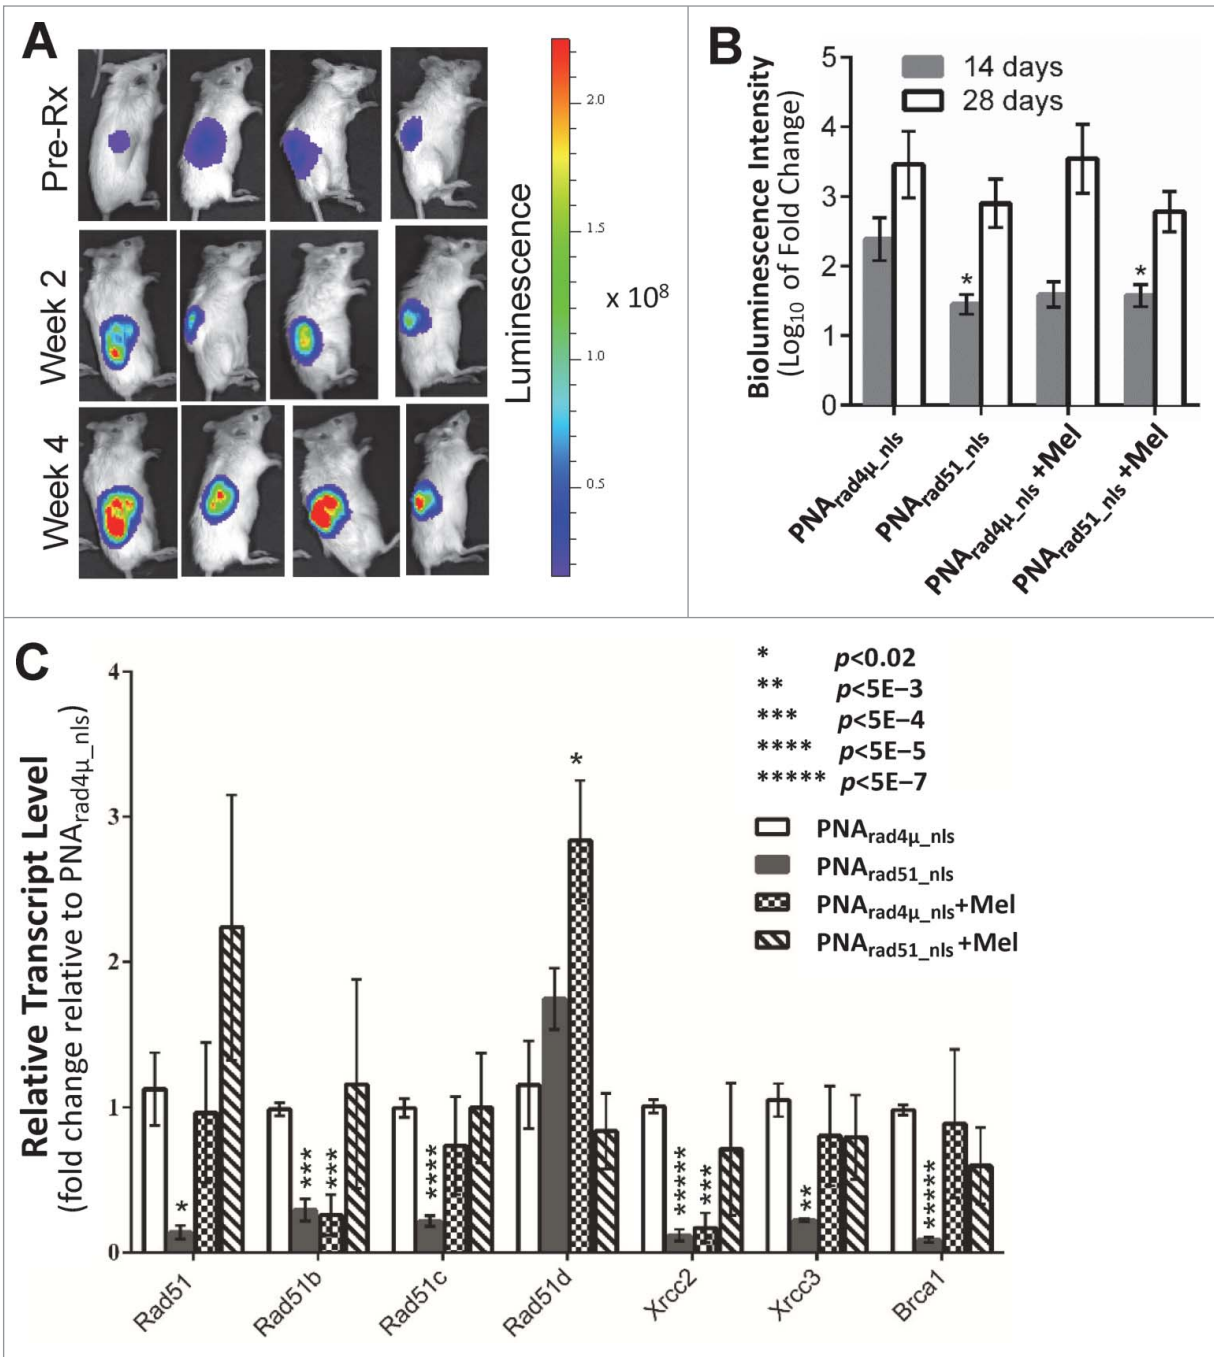 A
Pre-Rx
Week 2
Week 4
2.0
1.5
1.0
0.5
Luminescence
x 10⁸
B
Bioluminescence Intensity
(Log₁₀ of Fold Change)
5
4
3
2
1
0
14 days
28 days
*
*
PNArad4µ_nls
PNArad51_nls
PNArad4µ_nls +Mel
PNArad51_nls +Mel
C
Relative Transcript Level
(fold change relative to PNArad4µ_nls)
4
3
2
1
0
* p<0.02
** p<5E−3
*** p<5E−4
**** p<5E−5
***** p<5E−7
PNArad4µ_nls
PNArad51_nls
PNArad4µ_nls+Mel
PNArad51_nls+Mel
*
***
***
****
*
*****
***
**
*****
Rad51
Rad51b
Rad51c
Rad51d
Xrcc2
Xrcc3
Brca1